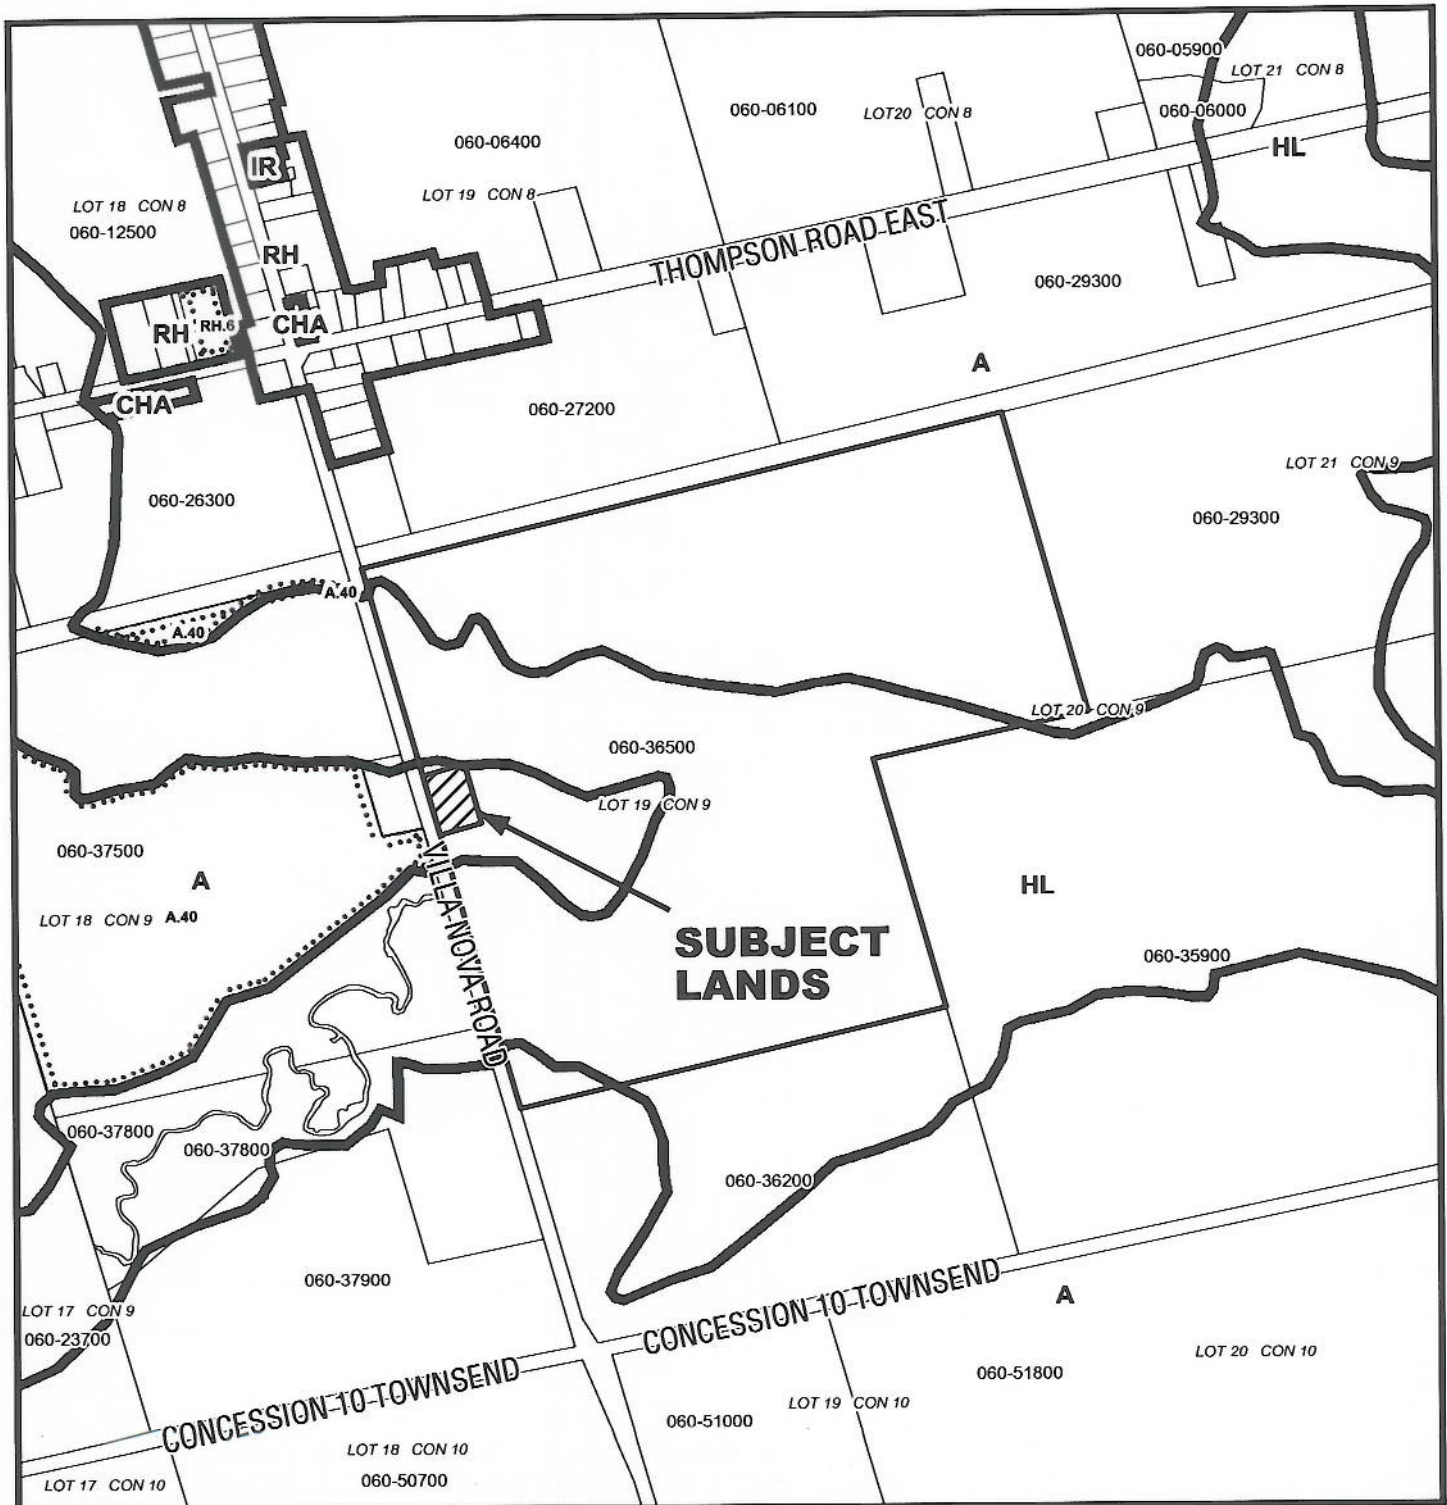 060-05900
LOT 21 CON 8
060-06100
LOT20 CON 8
060-06000
060-06400
HL
IR
LOT 19 CON 8
LOT 18 CON 8
060-12500
THOMPSON ROAD EAST
RH
060-29300
RH
RH.6
CHA
A
CHA
060-27200
LOT 21 CON 9
060-26300
060-29300
A.40
A.40
LOT 20 CON 9
060-36500
LOT 19 CON 9
060-37500
A
HL
LOT 18 CON 9 A.40
VILLA NOVA ROAD
SUBJECT
LANDS
060-35900
060-37800
060-37800
060-36200
060-37900
CONCESSION 10 TOWNSEND
A
LOT 17 CON 9
060-23700
LOT 20 CON 10
060-51800
CONCESSION 10 TOWNSEND
LOT 19 CON 10
060-51000
LOT 18 CON 10
060-50700
LOT 17 CON 10